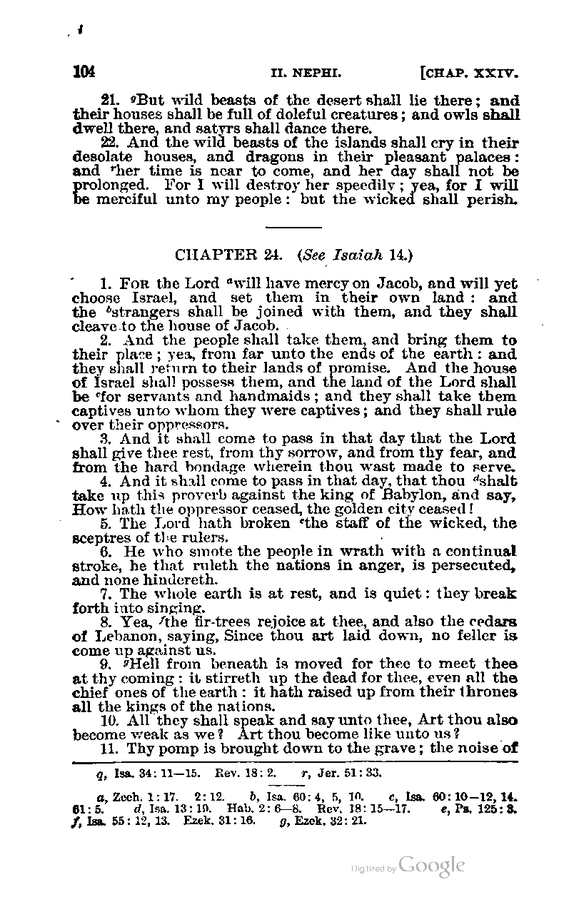 104 II. NEPHI. [CHAP. XXIV.
21. qBut wild beasts of the desert shall lie there; and
their houses shall be full of doleful creatures; and owls shall
dwell there, and satyrs shall dance there.
22. And the wild beasts of the islands shall cry in their
desolate houses, and dragons in their pleasant palaces:
and rher time is near to come, and her day shall not be
prolonged. For I will destroy her speedily; yea, for I will
be merciful unto my people: but the wicked shall perish.
CHAPTER 24. (See Isaiah 14.)
1. FOR the Lord awill have mercy on Jacob, and will yet
choose Israel, and set them in their own land: and
the bstrangers shall be joined with them, and they shall
cleave to the house of Jacob.
2. And the people shall take them, and bring them to
their place; yea, from far unto the ends of the earth: and
they shall return to their lands of promise. And the house
of Israel shall possess them, and the land of the Lord shall
be cfor servants and handmaids; and they shall take them
captives unto whom they were captives; and they shall rule
over their oppressors.
3. And it shall come to pass in that day that the Lord
shall give thee rest, from thy sorrow, and from thy fear, and
from the hard bondage wherein thou wast made to serve.
4. And it shall come to pass in that day, that thou dshalt
take up this proverb against the king of Babylon, and say,
How hath the oppressor ceased, the golden city ceased!
5. The Lord hath broken ethe staff of the wicked, the
sceptres of the rulers.
6. He who smote the people in wrath with a continual
stroke, he that ruleth the nations in anger, is persecuted,
and none hindereth.
7. The whole earth is at rest, and is quiet: they break
forth into singing.
8. Yea, fthe fir-trees rejoice at thee, and also the cedars
of Lebanon, saying, Since thou art laid down, no feller is
come up against us.
9. gHell from beneath is moved for thee to meet thee
at thy coming: it stirreth up the dead for thee, even all the
chief ones of the earth: it hath raised up from their thrones
all the kings of the nations.
10. All they shall speak and say unto thee, Art thou also
become weak as we? Art thou become like unto us?
11. Thy pomp is brought down to the grave; the noise of
q, Isa. 34: 11—15. Rev. 18: 2. r, Jer. 51: 33.
a, Zech. 1: 17. 2: 12. b, Isa. 60: 4, 5, 10. c, Isa. 60: 10—12, 14.
61: 5. d, Isa. 13: 19. Hab. 2: 6—8. Rev. 18: 15—17. e, Ps. 125: 3.
f, Isa. 55: 12, 13. Ezek. 31: 16. g, Ezek. 32: 21.
Digitized by Google